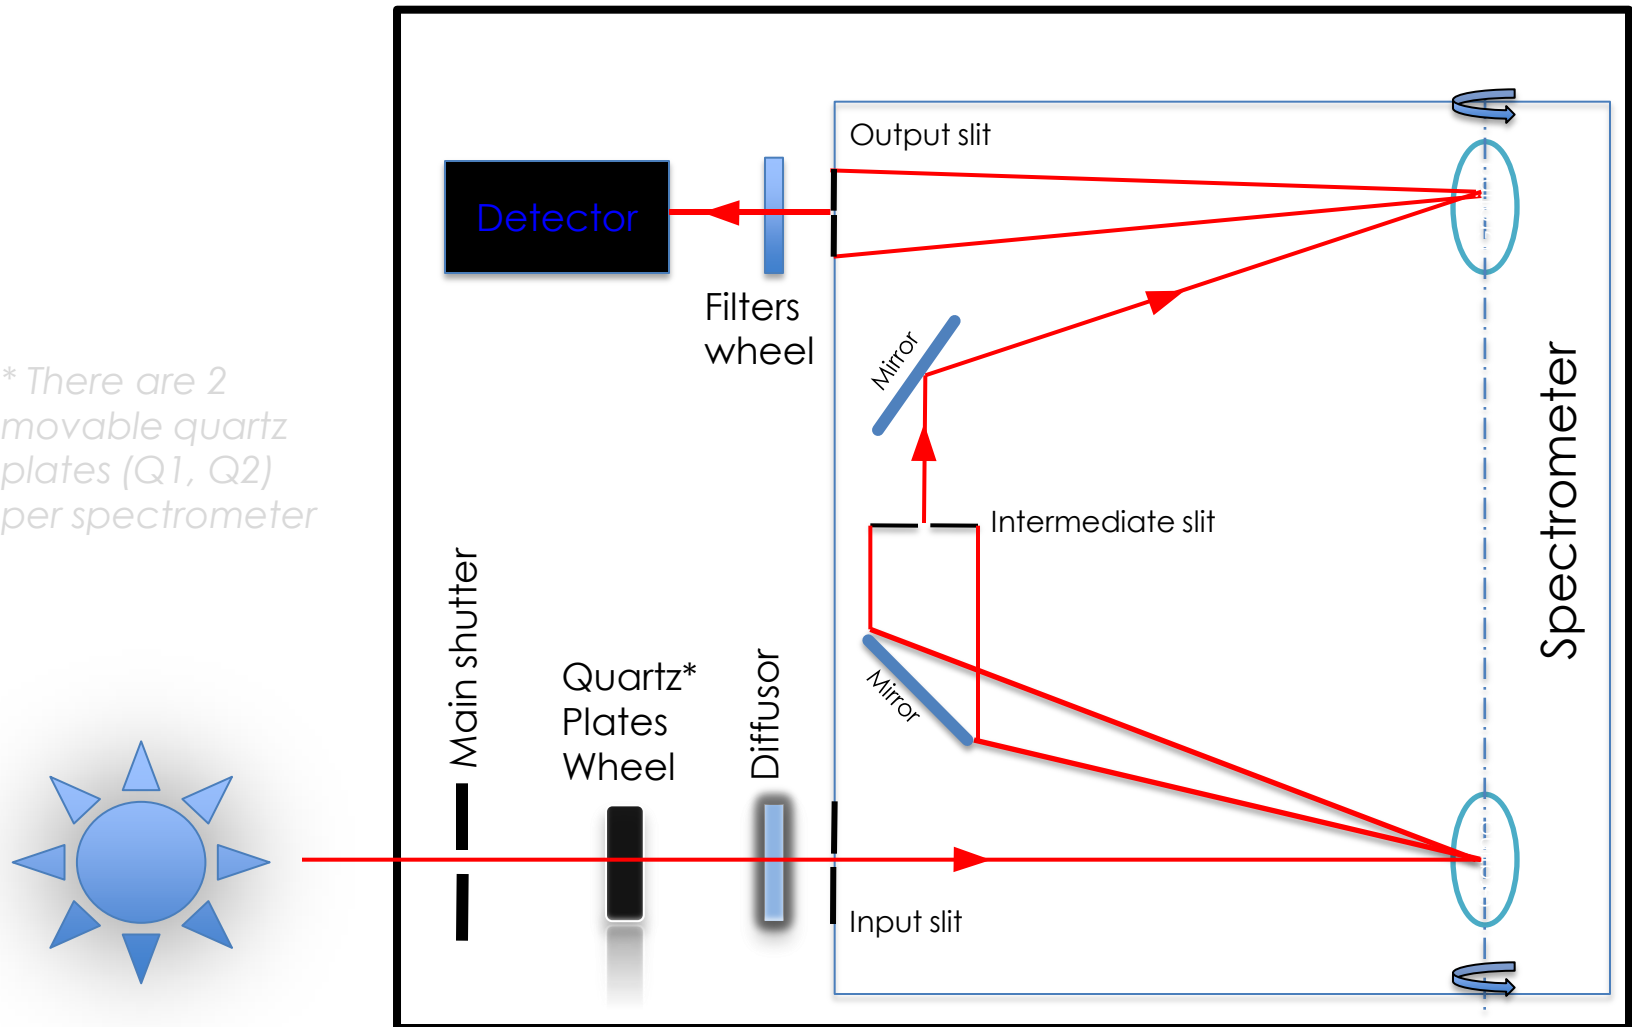 Output slit
Detector
Filters
wheel
Mirror
* There are 2
movable quartz
plates (Q1, Q2)
per spectrometer
Spectrometer
Intermediate slit
Main shutter
Quartz*
Plates
Wheel
Diffusor
Mirror
Input slit